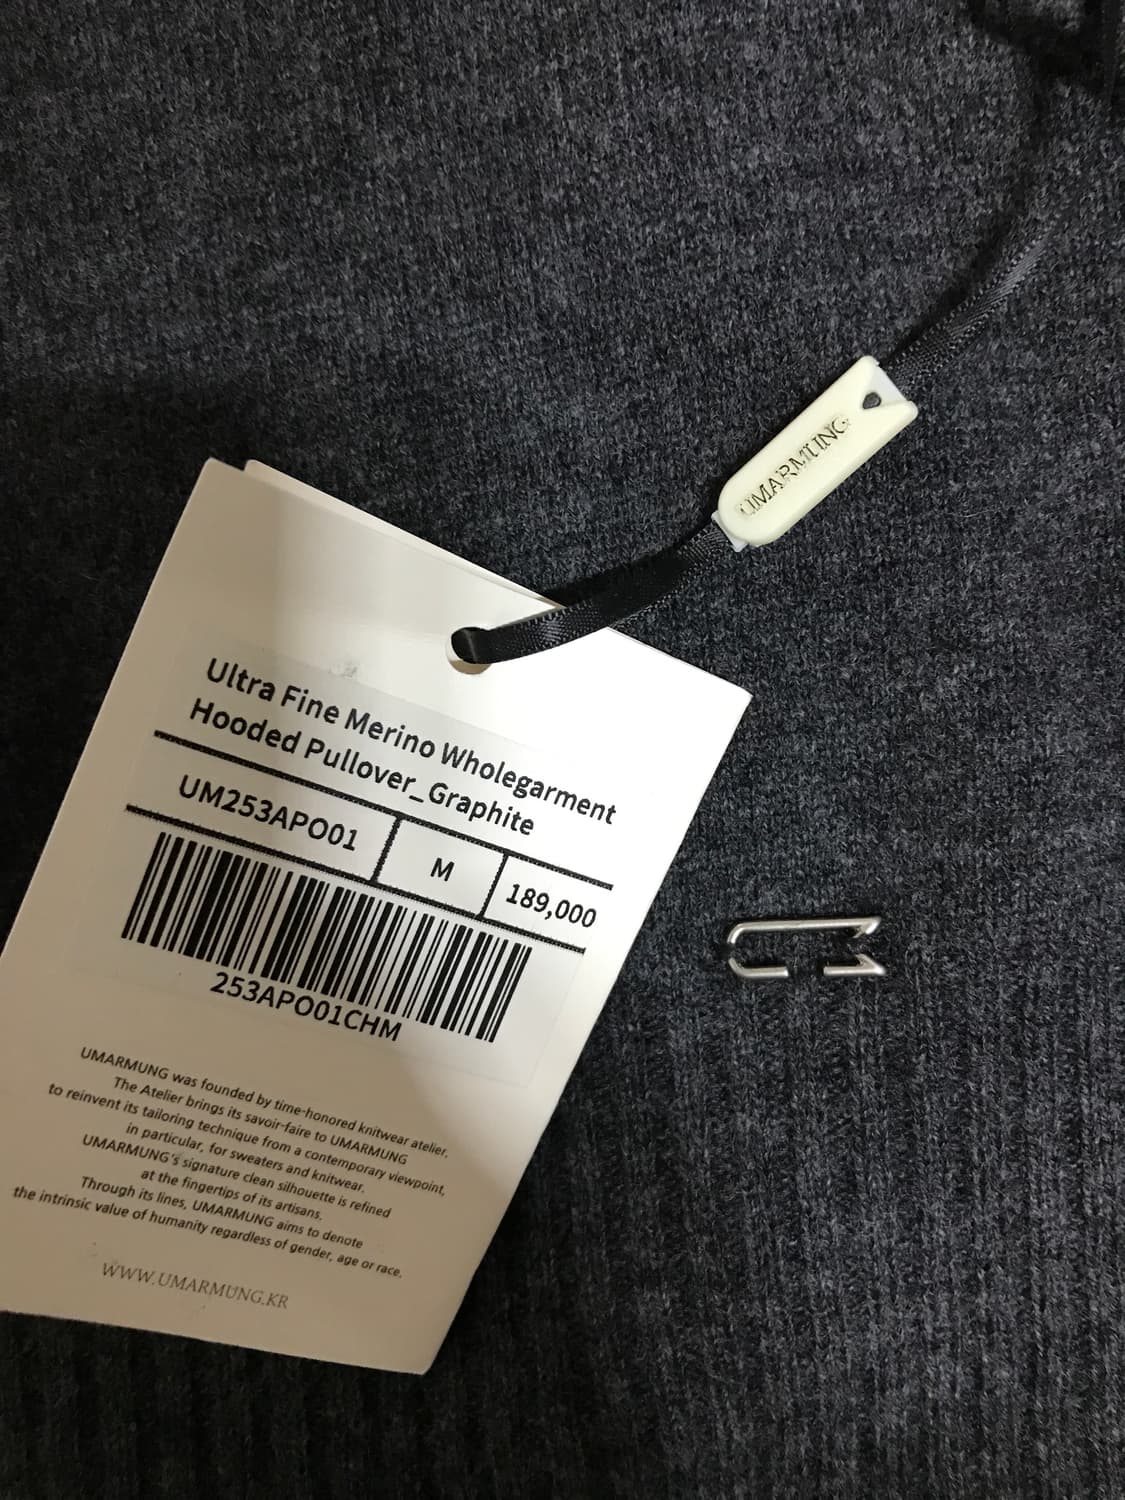 UMARMUNG
Ultra Fine Merino Wholegarment
Hooded Pullover_Graphite
UM253APO01
M
189,000
253APO01CHM
UMARMUNG was founded by time-honored knitwear atelier.
The Atelier brings its savoir-faire to UMARMUNG
to reinvent its tailoring technique from a contemporary viewpoint,
in particular, for sweaters and knitwear.
UMARMUNG's signature clean silhouette is refined
at the fingertips of its artisans.
Through its lines, UMARMUNG aims to denote
the intrinsic value of humanity regardless of gender, age or race.
WWW.UMARMUNG.KR